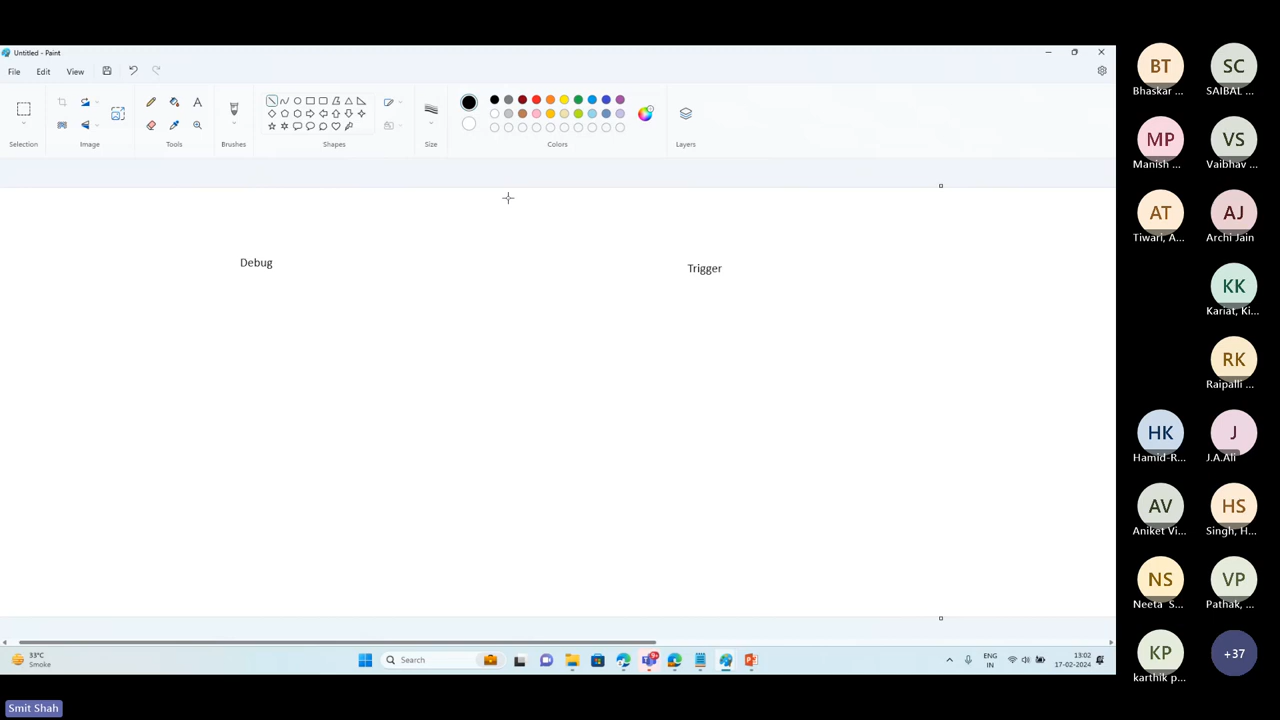 Untitled - Paint
File Edit View
Selection
Image
Tools
Brushes
Shapes
Size
Colors
Layers
Debug
Trigger
33°C
Smoke
Search
ENG
IN
13:02
17-02-2024
BT
Bhaskar ...
SC
SAIBAL ...
MP
Manish ...
VS
Vaibhav ...
AT
Tiwari, A...
AJ
Archi Jain
KK
Kariat, Ki...
RK
Raipalli ...
HK
Hamid-R...
J
J.A.Ali
AV
Aniket Vi...
HS
Singh, H...
NS
Neeta S...
VP
Pathak, ...
KP
karthik p...
+37
Smit Shah